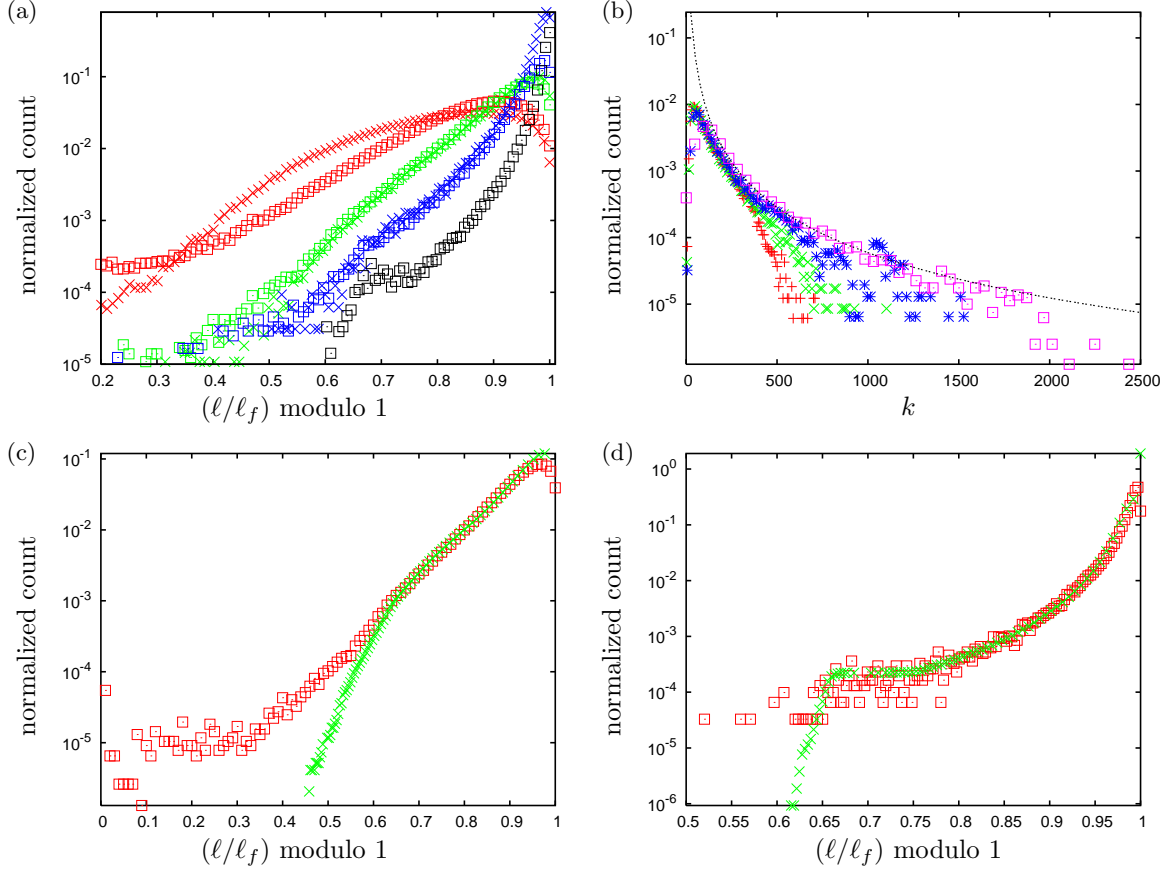 (a)
normalized count
10^-1
10^-2
10^-3
10^-4
10^-5
0.2 0.3 0.4 0.5 0.6 0.7 0.8 0.9 1
(ℓ/ℓ_f) modulo 1
(b)
normalized count
10^-1
10^-2
10^-3
10^-4
10^-5
0 500 1000 1500 2000 2500
k
(c)
normalized count
10^-1
10^-2
10^-3
10^-4
10^-5
0 0.1 0.2 0.3 0.4 0.5 0.6 0.7 0.8 0.9 1
(ℓ/ℓ_f) modulo 1
(d)
normalized count
10^0
10^-1
10^-2
10^-3
10^-4
10^-5
10^-6
0.5 0.55 0.6 0.65 0.7 0.75 0.8 0.85 0.9 0.95 1
(ℓ/ℓ_f) modulo 1